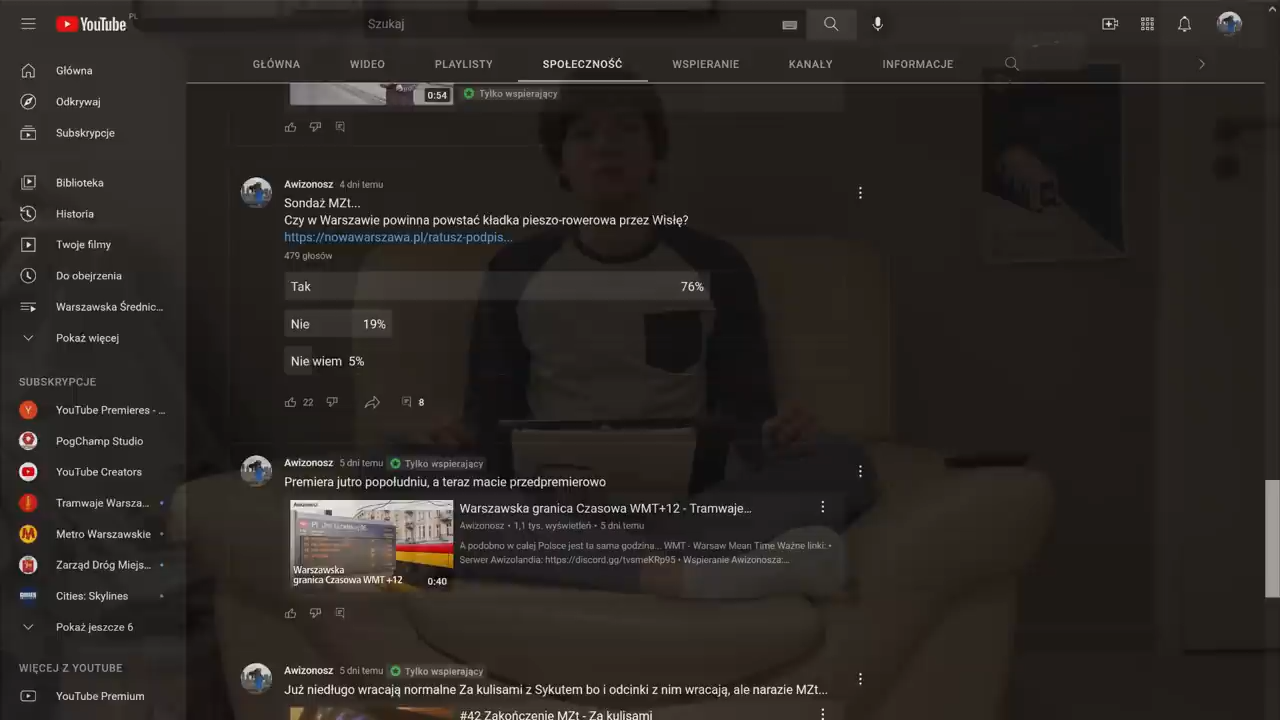 YouTube PL
Szukaj
GŁÓWNA WIDEO PLAYLISTY SPOŁECZNOŚĆ WSPIERANIE KANAŁY INFORMACJE
Główna
Odkrywaj
Subskrypcje
Biblioteka
Historia
Twoje filmy
Do obejrzenia
Warszawska Średnic...
Pokaż więcej
SUBSKRYPCJE
YouTube Premieres - ...
PogChamp Studio
YouTube Creators
Tramwaje Warsza...
Metro Warszawskie
Zarząd Dróg Miejs...
Cities: Skylines
Pokaż jeszcze 6
WIĘCEJ Z YOUTUBE
YouTube Premium
0:54
Tylko wspierający
Awizonosz 4 dni temu
Sondaż MZt...
Czy w Warszawie powinna powstać kładka pieszo-rowerowa przez Wisłę?
https://nowawarszawa.pl/ratusz-podpis...
479 głosów
Tak 76%
Nie 19%
Nie wiem 5%
22 8
Awizonosz 5 dni temu Tylko wspierający
Premiera jutro popołudniu, a teraz macie przedpremierowo
Warszawska
granica Czasowa WMT +12
0:40
Warszawska granica Czasowa WMT+12 - Tramwaje...
Awizonosz • 1,1 tys. wyświetleń • 5 dni temu
A podobno w całej Polsce jest ta sama godzina... WMT - Warsaw Mean Time Ważne linki: •
Serwer Awizolandia: https://discord.gg/tvsmeKRp95 • Wspieranie Awizonosza:...
Awizonosz 5 dni temu Tylko wspierający
Już niedługo wracają normalne Za kulisami z Sykutem bo i odcinki z nim wracają, ale narazie MZt...
#42 Zakończenie MZt - Za kulisami